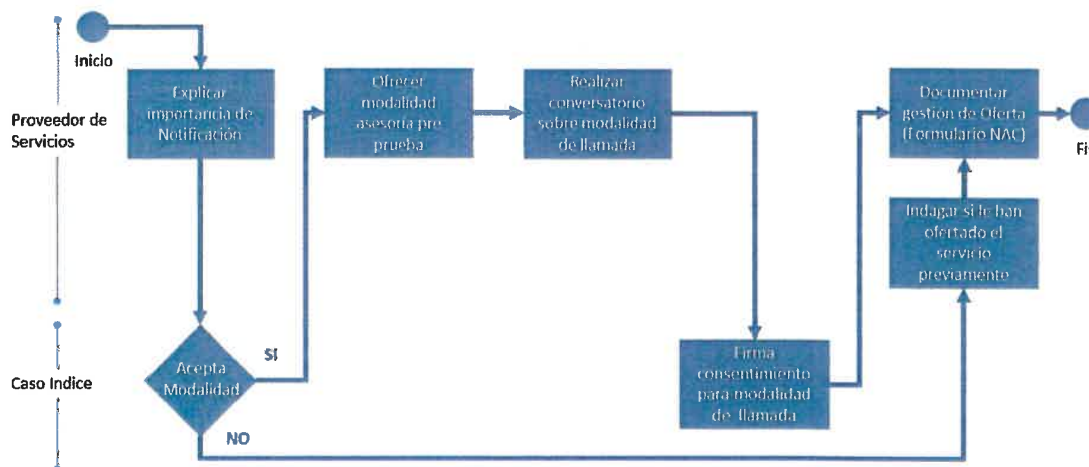 Inicio
Proveedor de
Servicios
Explicar
importancia de
Notificación
Ofrecer
modalidad
asesoría pre
prueba
Realizar
conversatorio
sobre modalidad
de llamada
Documentar
gestión de Oferta
(Formulario NAC)
Indagar si le han
ofertado el
servicio
previamente
Caso Indice
Acepta
Modalidad
SI
NO
Firma
consentimiento
para modalidad
de llamada